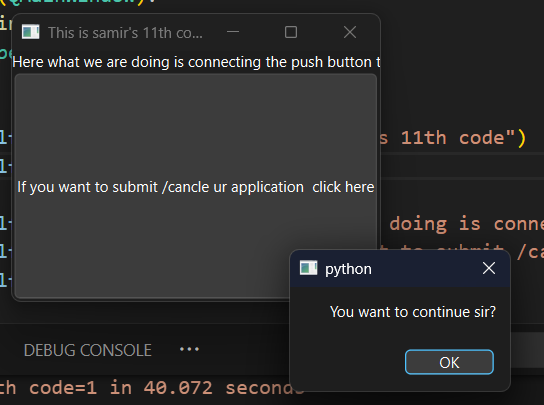 (QMainWindow):
This is samir's 11th co...
Here what we are doing is connecting the push button t
s 11th code")
If you want to submit /cancle ur application  click here
doing is conne
t to submit /ca
python
You want to continue sir?
OK
DEBUG CONSOLE
th code=1 in 40.072 seconds